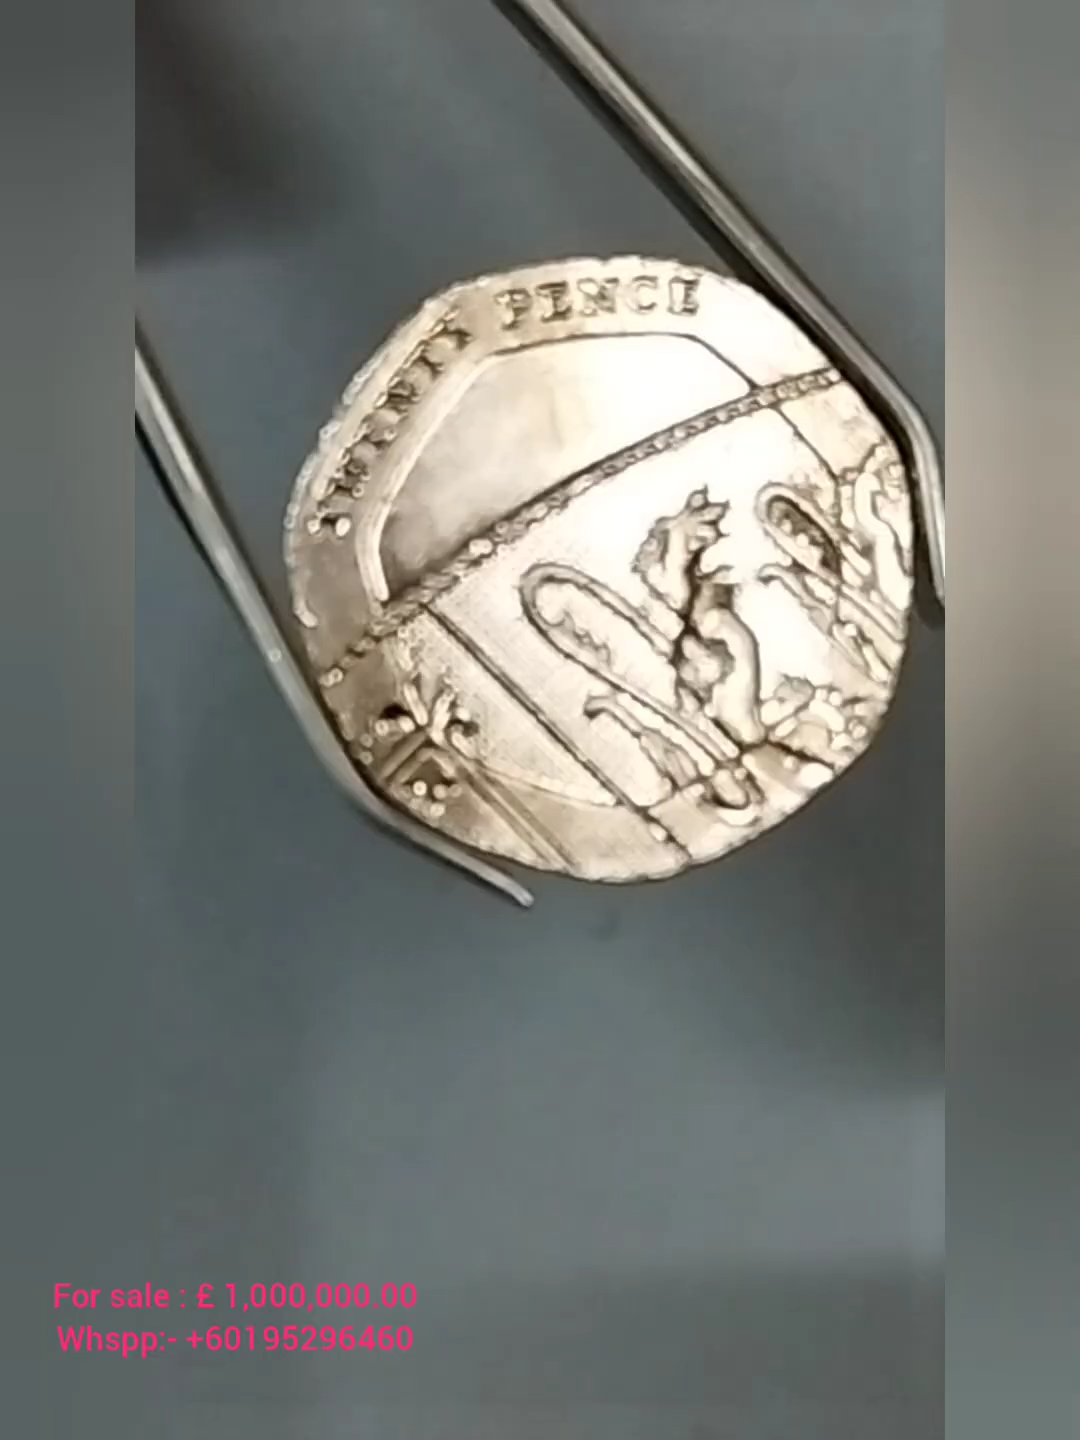 TWENTY PENCE
For sale : £ 1,000,000.00
Whspp:- +60195296460